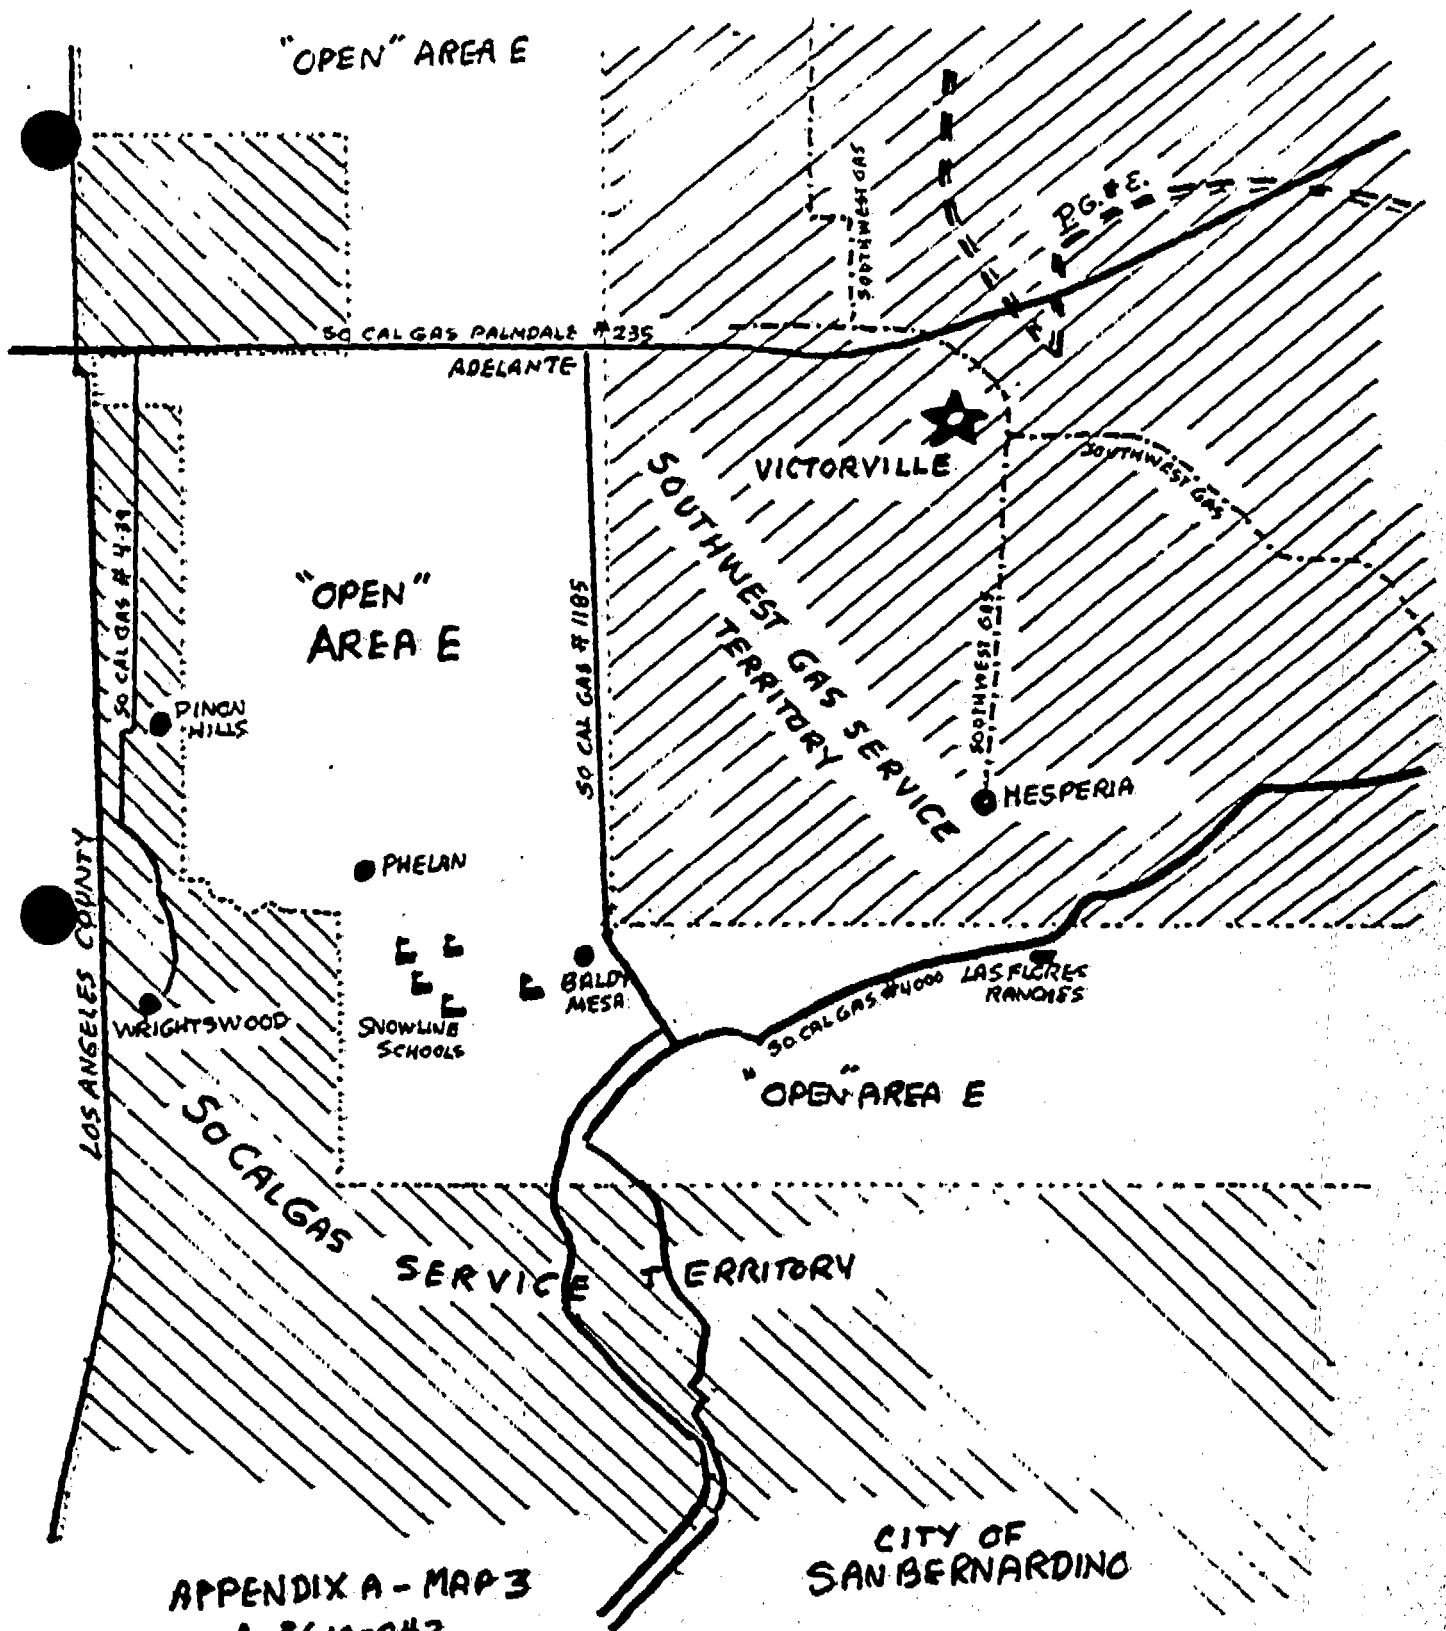 "OPEN" AREA E
P.G.&E.
SOUTHWEST GAS
SO CAL GAS PALMDALE #235
ADELANTE
VICTORVILLE
SOUTHWEST GAS
SOUTHWEST GAS SERVICE
TERRITORY
SO CAL GAS # 4-39
"OPEN"
AREA E
SO CAL GAS # 1185
SOUTHWEST GAS
PINON
HILLS
HESPERIA
PHELAN
LOS ANGELES COUNTY
BALDY
MESA
LAS FLORES
RANCHES
SO CAL GAS #4000
WRIGHTSWOOD
SNOWLINE
SCHOOLS
"OPEN" AREA E
SO CAL GAS
SERVICE TERRITORY
CITY OF
SAN BERNARDINO
APPENDIX A - MAP 3